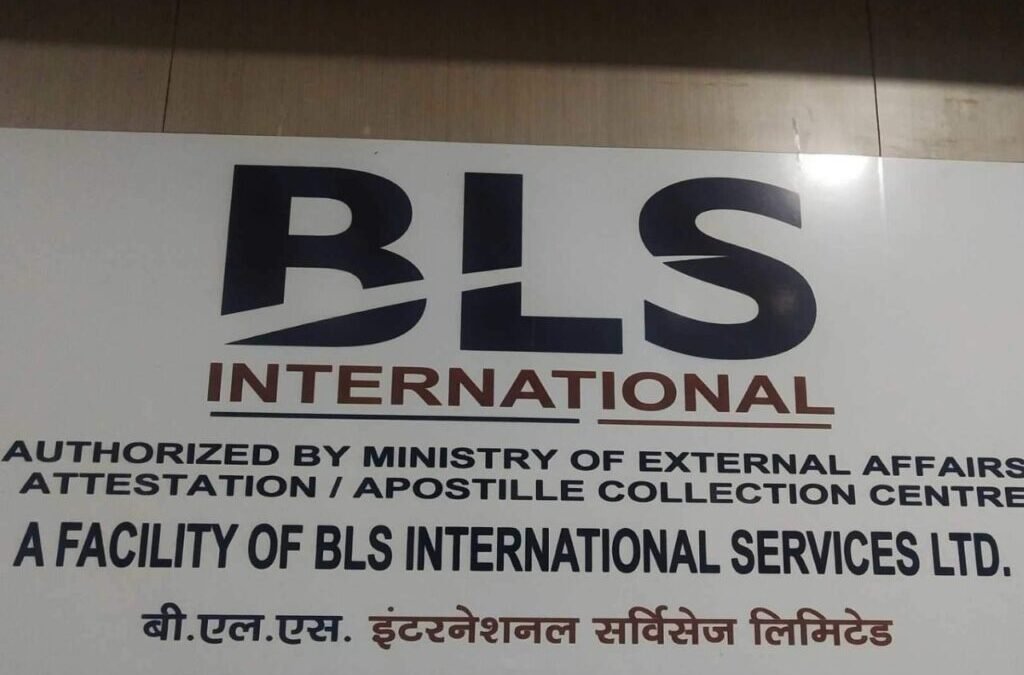 BLS
INTERNATIONAL
AUTHORIZED BY MINISTRY OF EXTERNAL AFFAIRS
ATTESTATION / APOSTILLE COLLECTION CENTRE
A FACILITY OF BLS INTERNATIONAL SERVICES LTD.
बी.एल.एस. इंटरनेशनल सर्विसेज लिमिटेड